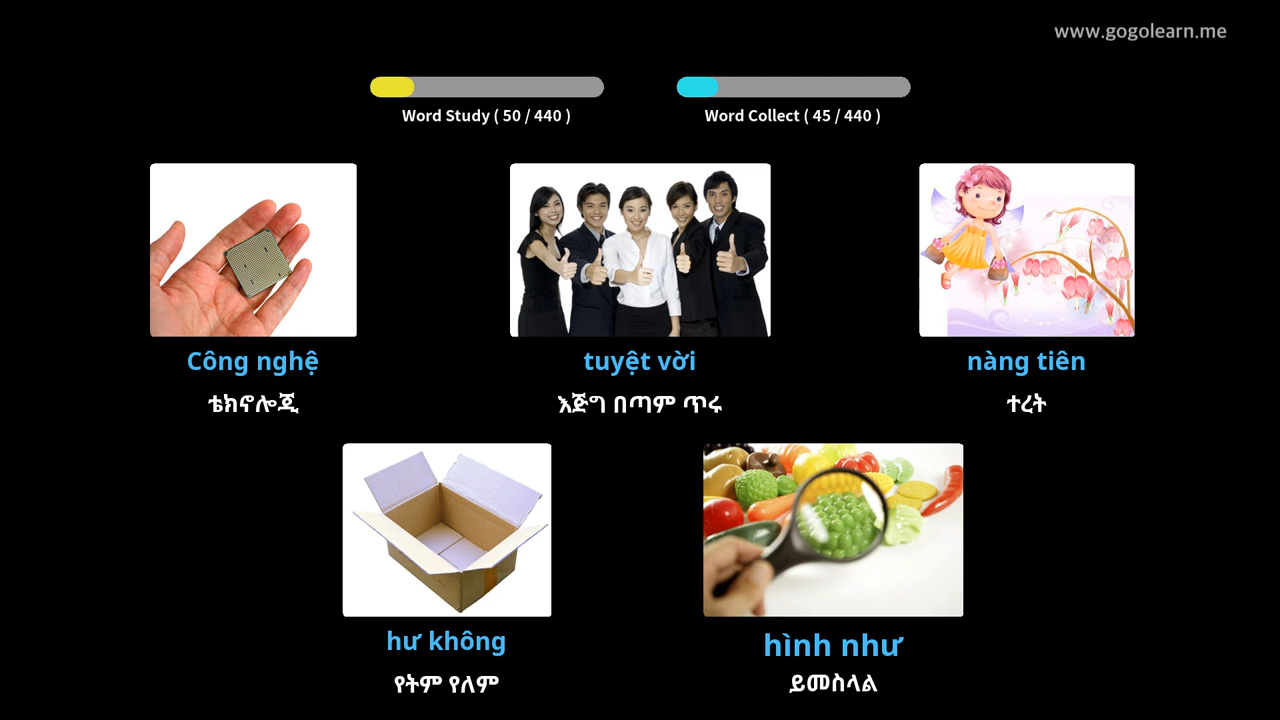 www.gogolearn.me
Word Study ( 50 / 440 )
Word Collect ( 45 / 440 )
Công nghệ
ቴክኖሎጂ
tuyệt vời
እጅግ በጣም ጥሩ
nàng tiên
ተረት
hư không
የትም የለም
hình như
ይመስላል